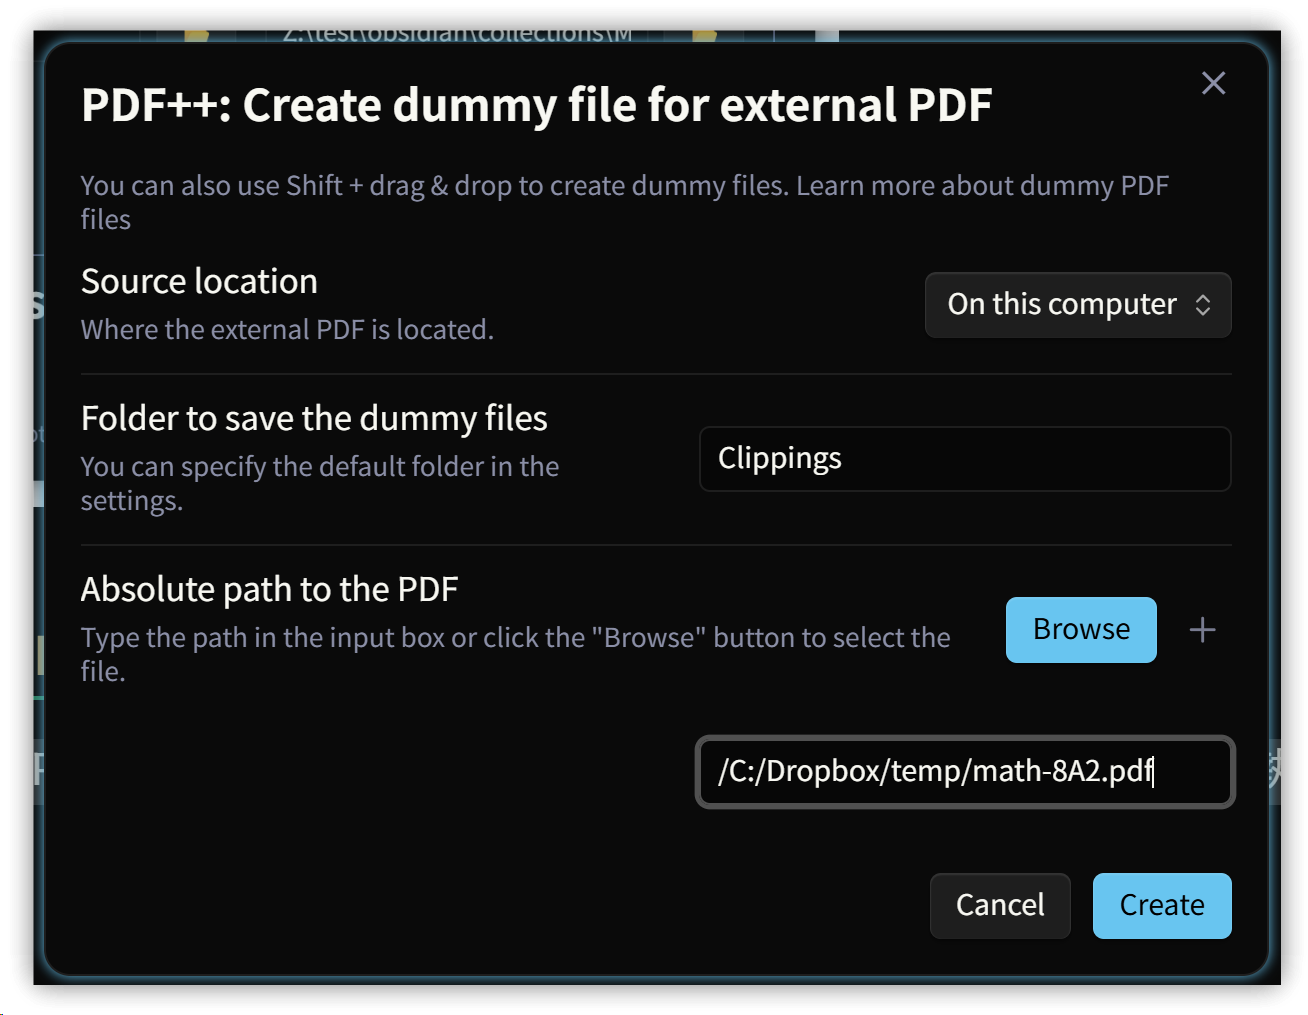 Z:\test\obsidian\collections\M
PDF++: Create dummy file for external PDF
You can also use Shift + drag & drop to create dummy files. Learn more about dummy PDF
files
Source location
Where the external PDF is located.
On this computer
Folder to save the dummy files
You can specify the default folder in the
settings.
Clippings
Absolute path to the PDF
Type the path in the input box or click the "Browse" button to select the
file.
Browse
/C:/Dropbox/temp/math-8A2.pdf
Cancel
Create